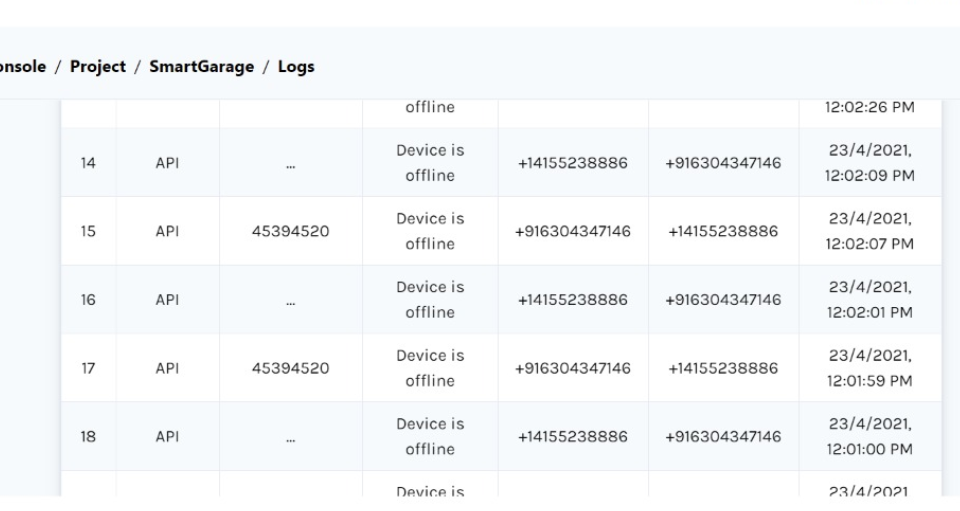 onsole / Project / SmartGarage / Logs
offline 12:02:26 PM
14 API ... Device is offline +14155238886 +916304347146 23/4/2021, 12:02:09 PM
15 API 45394520 Device is offline +916304347146 +14155238886 23/4/2021, 12:02:07 PM
16 API ... Device is offline +14155238886 +916304347146 23/4/2021, 12:02:01 PM
17 API 45394520 Device is offline +916304347146 +14155238886 23/4/2021, 12:01:59 PM
18 API ... Device is offline +14155238886 +916304347146 23/4/2021, 12:01:00 PM
Device is 23/4/2021